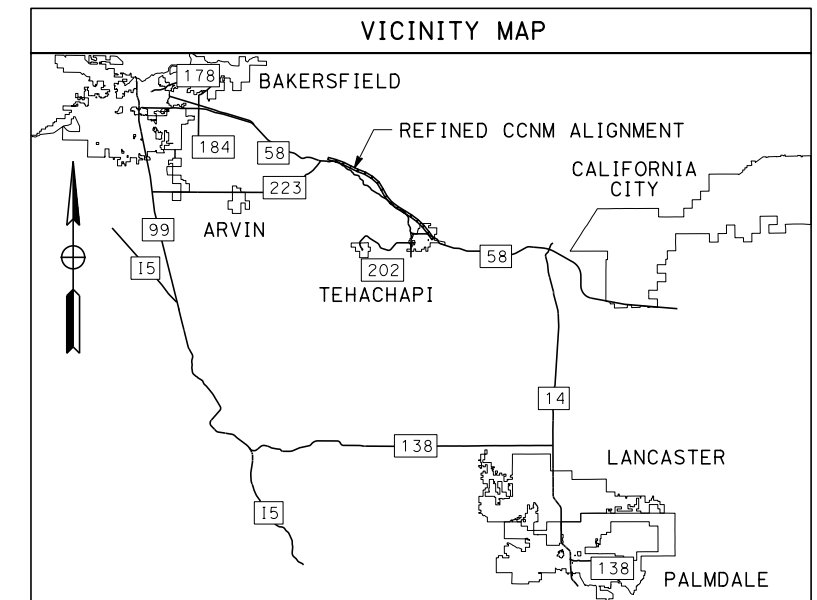 VICINITY MAP
178
BAKERSFIELD
184
58
REFINED CCNM ALIGNMENT
CALIFORNIA
CITY
223
ARVIN
99
I5
202
TEHACHAPI
58
14
138
LANCASTER
I5
138
PALMDALE